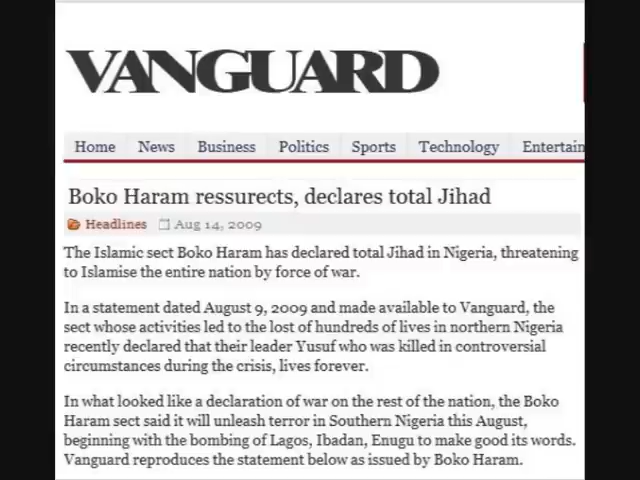 VANGUARD
Home News Business Politics Sports Technology Entertain
Boko Haram ressurects, declares total Jihad
Headlines Aug 14, 2009
The Islamic sect Boko Haram has declared total Jihad in Nigeria, threatening
to Islamise the entire nation by force of war.
In a statement dated August 9, 2009 and made available to Vanguard, the
sect whose activities led to the lost of hundreds of lives in northern Nigeria
recently declared that their leader Yusuf who was killed in controversial
circumstances during the crisis, lives forever.
In what looked like a declaration of war on the rest of the nation, the Boko
Haram sect said it will unleash terror in Southern Nigeria this August,
beginning with the bombing of Lagos, Ibadan, Enugu to make good its words.
Vanguard reproduces the statement below as issued by Boko Haram.